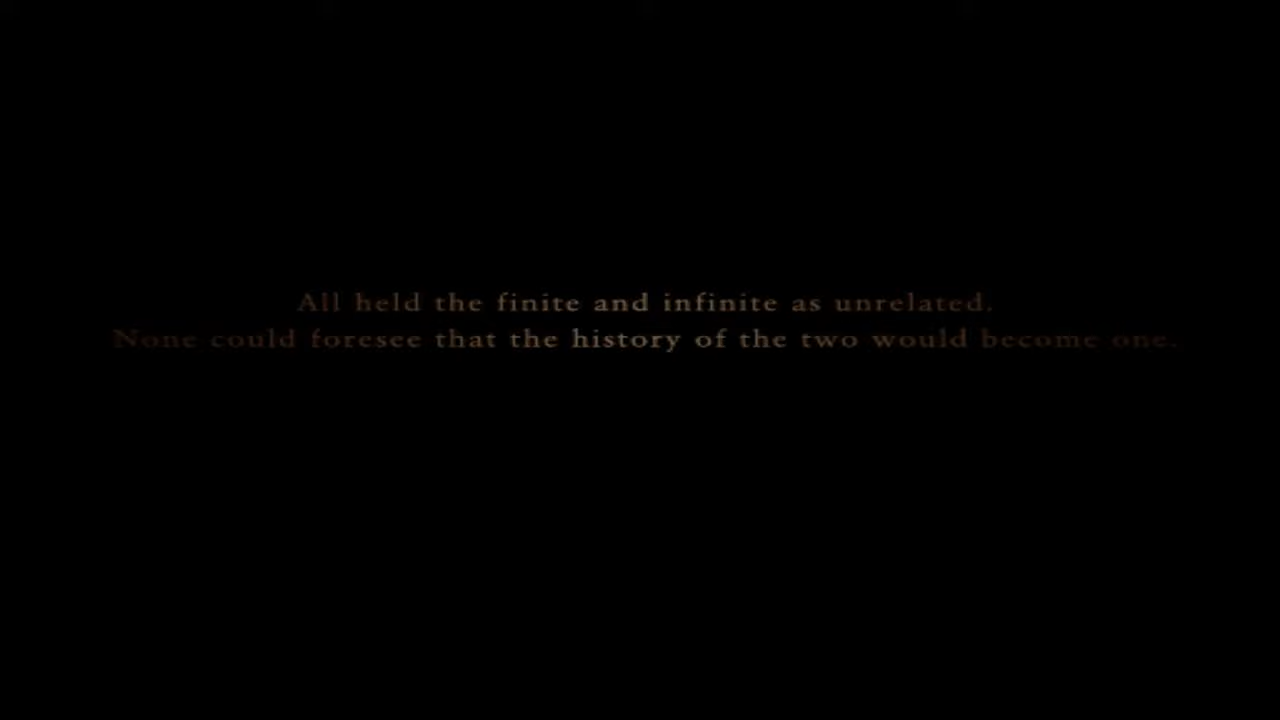 All held the finite and infinite as unrelated.
None could foresee that the history of the two would become one.